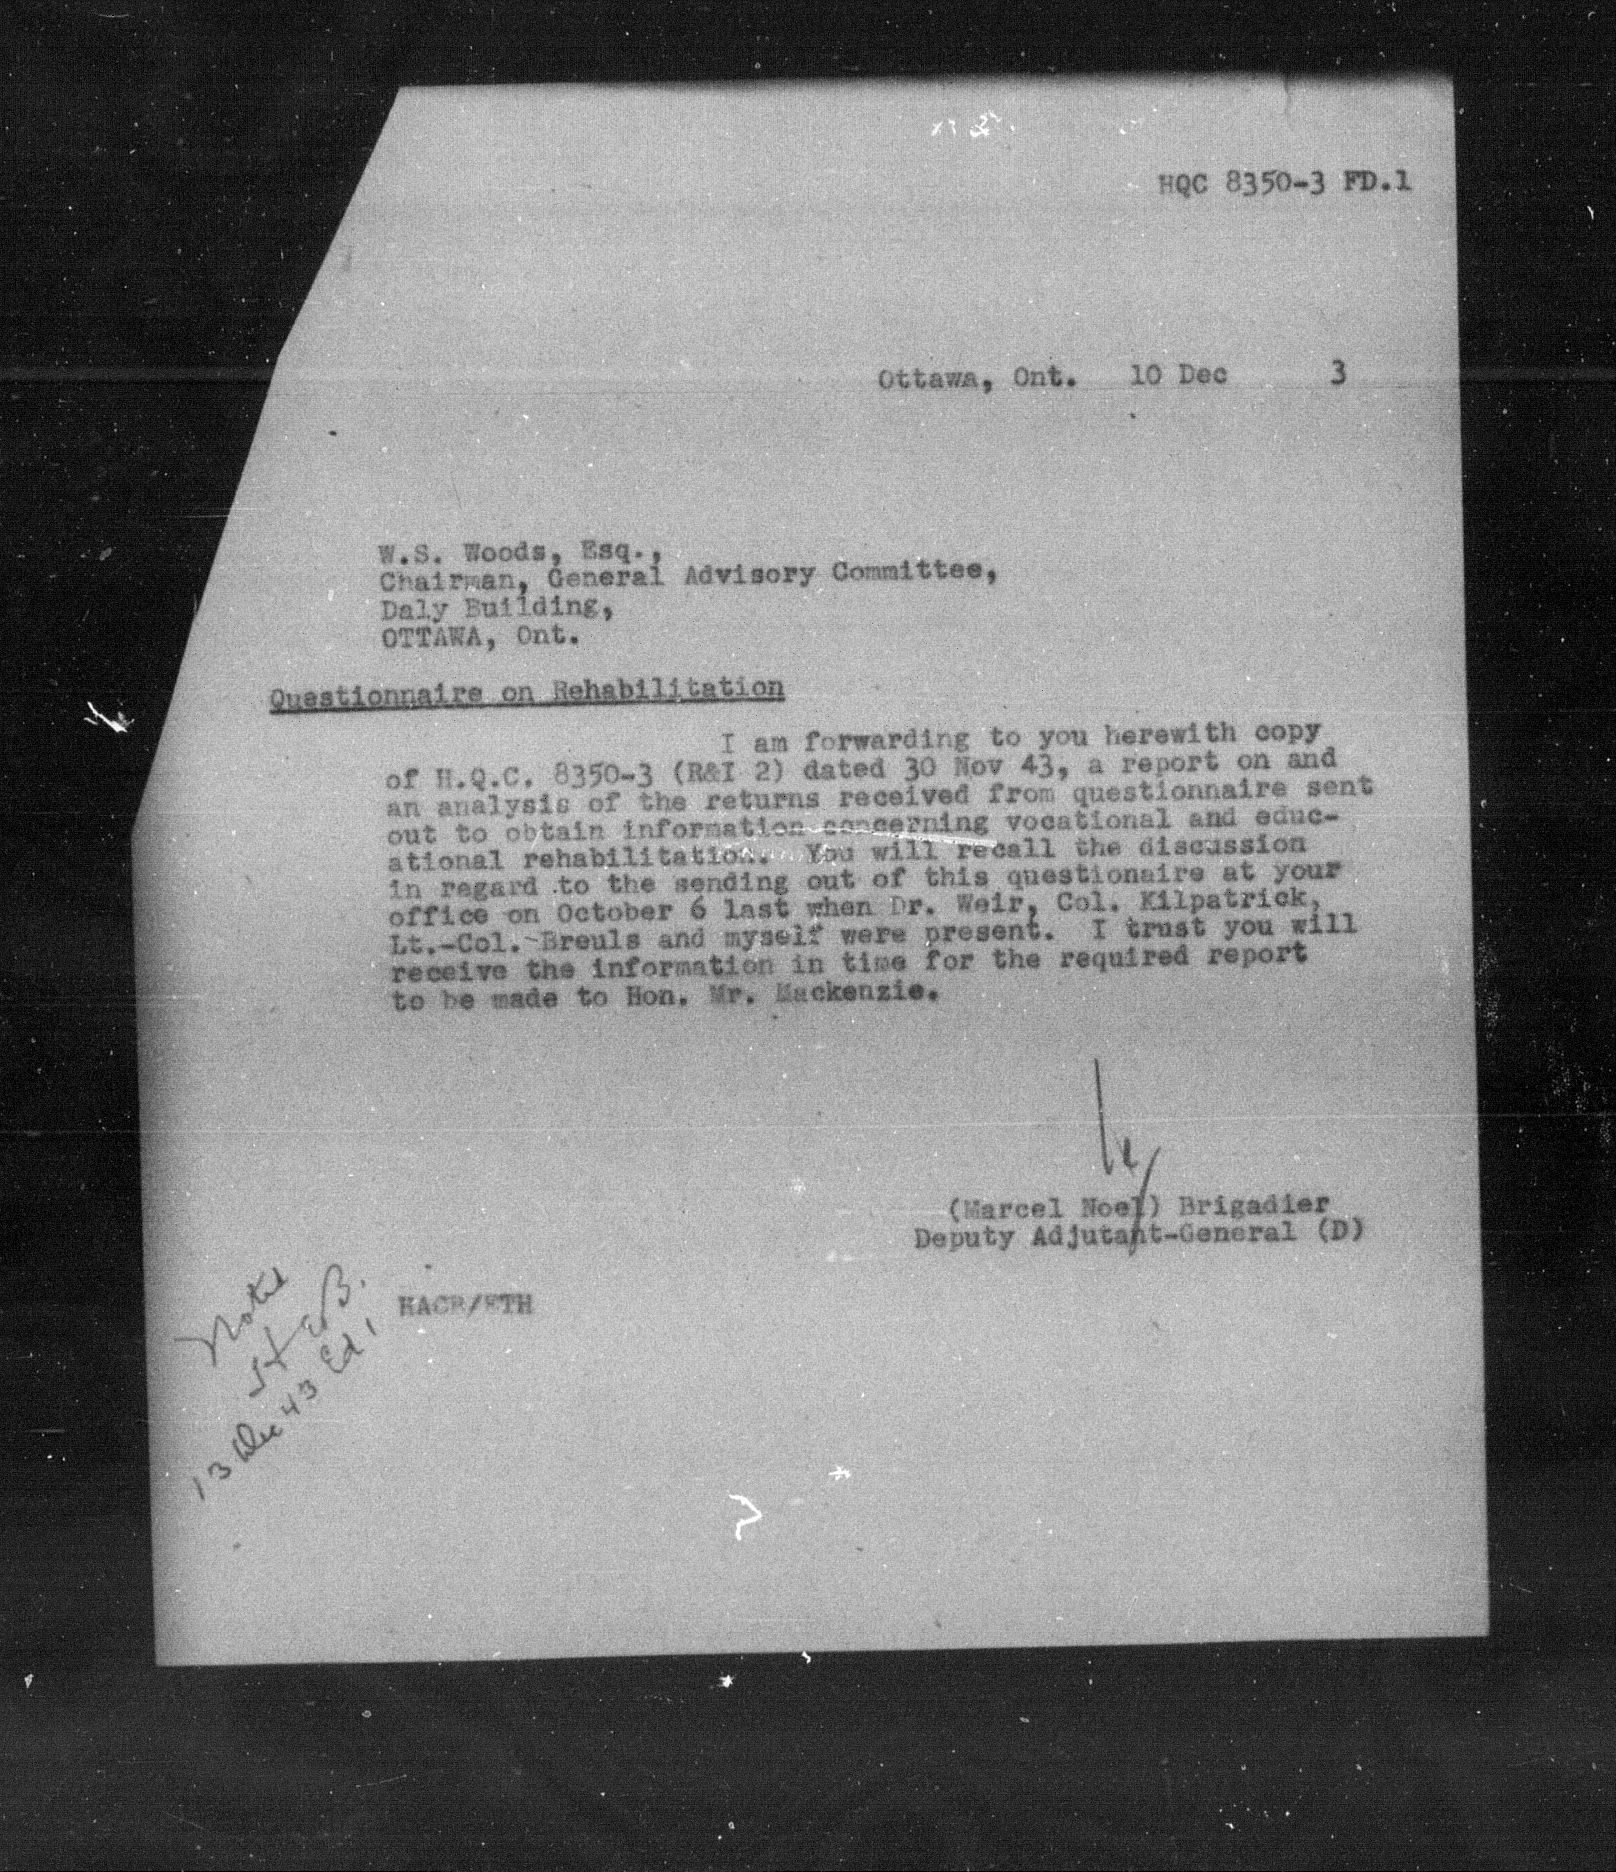 HQC 8350-3 FD.1
Ottawa, Ont. 10 Dec 3
W.S. Woods, Esq.,
Chairman, General Advisory Committee,
Daly Building,
OTTAWA, Ont.
Questionnaire on Rehabilitation
I am forwarding to you herewith copy
of H.Q.C. 8350-3 (R&I 2) dated 30 Nov 43, a report on and
an analysis of the returns received from questionnaire sent
out to obtain information concerning vocational and educ-
ational rehabilitation. You will recall the discussion
in regard to the sending out of this questionaire at your
office on October 6 last when Dr. Weir, Col. Kilpatrick,
Lt.-Col. Breuls and myself were present. I trust you will
receive the information in time for the required report
to be made to Hon. Mr. Mackenzie.
(Marcel Noel) Brigadier
Deputy Adjutant-General (D)
Noted
13 Dec 43 Ed 1